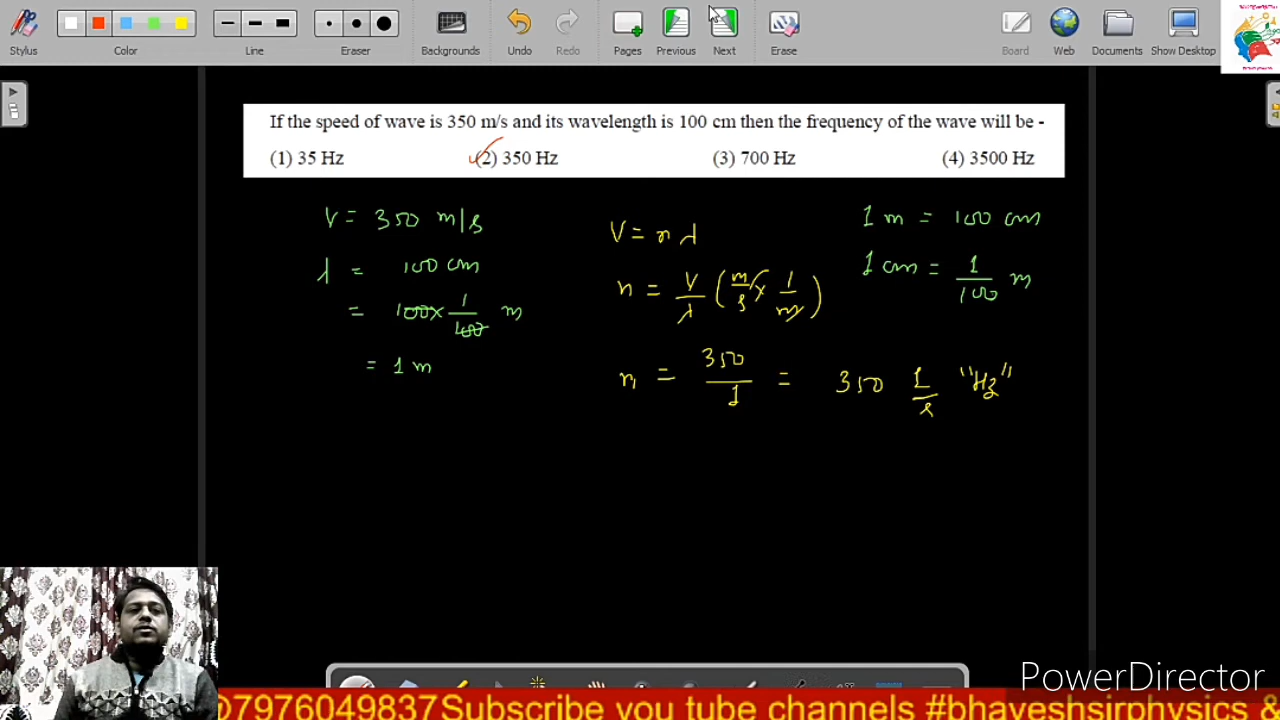 Stylus Color Line Eraser Backgrounds Undo Redo Pages Previous Next Erase Board Web Documents Show Desktop
If the speed of wave is 350 m/s and its wavelength is 100 cm then the frequency of the wave will be -
(1) 35 Hz (2) 350 Hz (3) 700 Hz (4) 3500 Hz
V = 350 m/s
λ = 100 cm
= 100 × 1/100 m
= 1 m
V = n λ
n = V/λ (m/s × 1/m)
n = 350/1 = 350 1/s "Hz"
1 m = 100 cm
1 cm = 1/100 m
PowerDirector
@7976049837Subscribe you tube channels #bhayeshsirphysics &